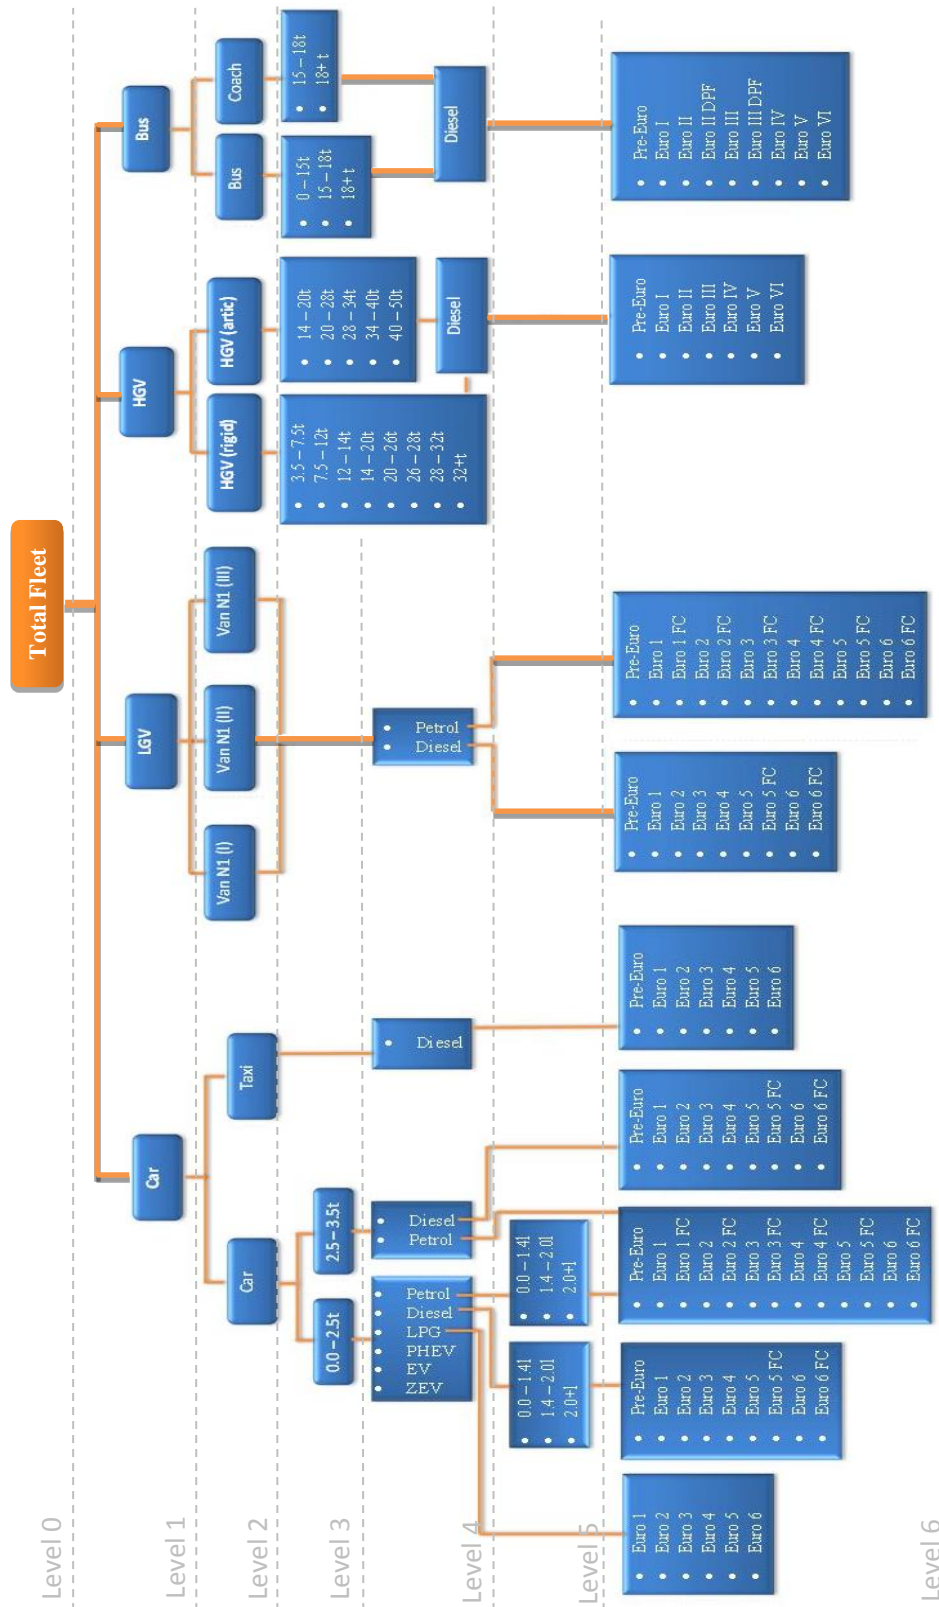 Level 0
Total Fleet
Level 1
Car
LGV
HGV
Bus
Level 2
Car
Taxi
Van N1 (I)
Van N1 (II)
Van N1 (III)
HGV (rigid)
HGV (artic)
Bus
Coach
Level 3
0.0 – 2.5t
2.5 – 3.5t
• 3.5 – 7.5t
• 7.5 – 12t
• 12 – 14t
• 14 – 20t
• 20 – 26t
• 26 – 28t
• 28 – 32t
• 32+t
• 14 – 20t
• 20 – 28t
• 28 – 34t
• 34 – 40t
• 40 – 50t
• 0 – 15t
• 15 – 18t
• 18+ t
• 15 – 18t
• 18+ t
Level 4
• Petrol
• Diesel
• LPG
• PHEV
• EV
• ZEV
• Diesel
• Petrol
• Diesel
• Petrol
• Diesel
Diesel
Diesel
Level 5
• 0.0 – 1.4l
• 1.4 – 2.0l
• 2.0+l
• 0.0 – 1.4l
• 1.4 – 2.0l
• 2.0+l
Level 6
• Euro 1
• Euro 2
• Euro 3
• Euro 4
• Euro 5
• Euro 6
• Pre-Euro
• Euro 1
• Euro 2
• Euro 3
• Euro 4
• Euro 5
• Euro 5 FC
• Euro 6
• Euro 6 FC
• Pre-Euro
• Euro 1
• Euro 1 FC
• Euro 2
• Euro 2 FC
• Euro 3
• Euro 3 FC
• Euro 4
• Euro 4 FC
• Euro 5
• Euro 5 FC
• Euro 6
• Euro 6 FC
• Pre-Euro
• Euro 1
• Euro 2
• Euro 3
• Euro 4
• Euro 5
• Euro 5 FC
• Euro 6
• Euro 6 FC
• Pre-Euro
• Euro 1
• Euro 2
• Euro 3
• Euro 4
• Euro 5
• Euro 6
• Pre-Euro
• Euro 1
• Euro 2
• Euro 3
• Euro 4
• Euro 5
• Euro 5 FC
• Euro 6
• Euro 6 FC
• Pre-Euro
• Euro 1
• Euro 1 FC
• Euro 2
• Euro 2 FC
• Euro 3
• Euro 3 FC
• Euro 4
• Euro 4 FC
• Euro 5
• Euro 5 FC
• Euro 6
• Euro 6 FC
• Pre-Euro
• Euro I
• Euro II
• Euro III
• Euro IV
• Euro V
• Euro VI
• Pre-Euro
• Euro I
• Euro II
• Euro II DPF
• Euro III
• Euro III DPF
• Euro IV
• Euro V
• Euro VI